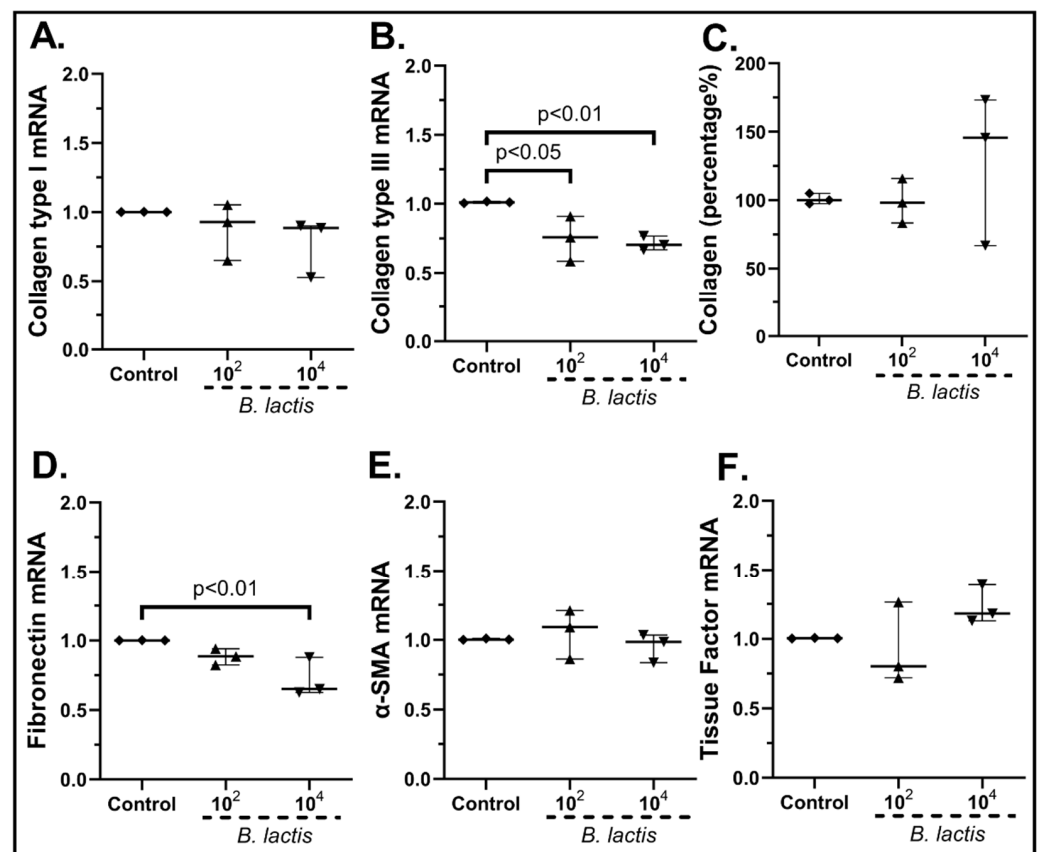 A.
Collagen type I mRNA
2.0
1.5
1.0
0.5
0.0
Control
10²
10⁴
B. lactis
B.
Collagen type III mRNA
2.0
1.5
1.0
0.5
0.0
p<0.01
p<0.05
Control
10²
10⁴
B. lactis
C.
Collagen (percentage%)
200
150
100
50
0
Control
10²
10⁴
B. lactis
D.
Fibronectin mRNA
2.0
1.5
1.0
0.5
0.0
p<0.01
Control
10²
10⁴
B. lactis
E.
α-SMA mRNA
2.0
1.5
1.0
0.5
0.0
Control
10²
10⁴
B. lactis
F.
Tissue Factor mRNA
2.0
1.5
1.0
0.5
0.0
Control
10²
10⁴
B. lactis